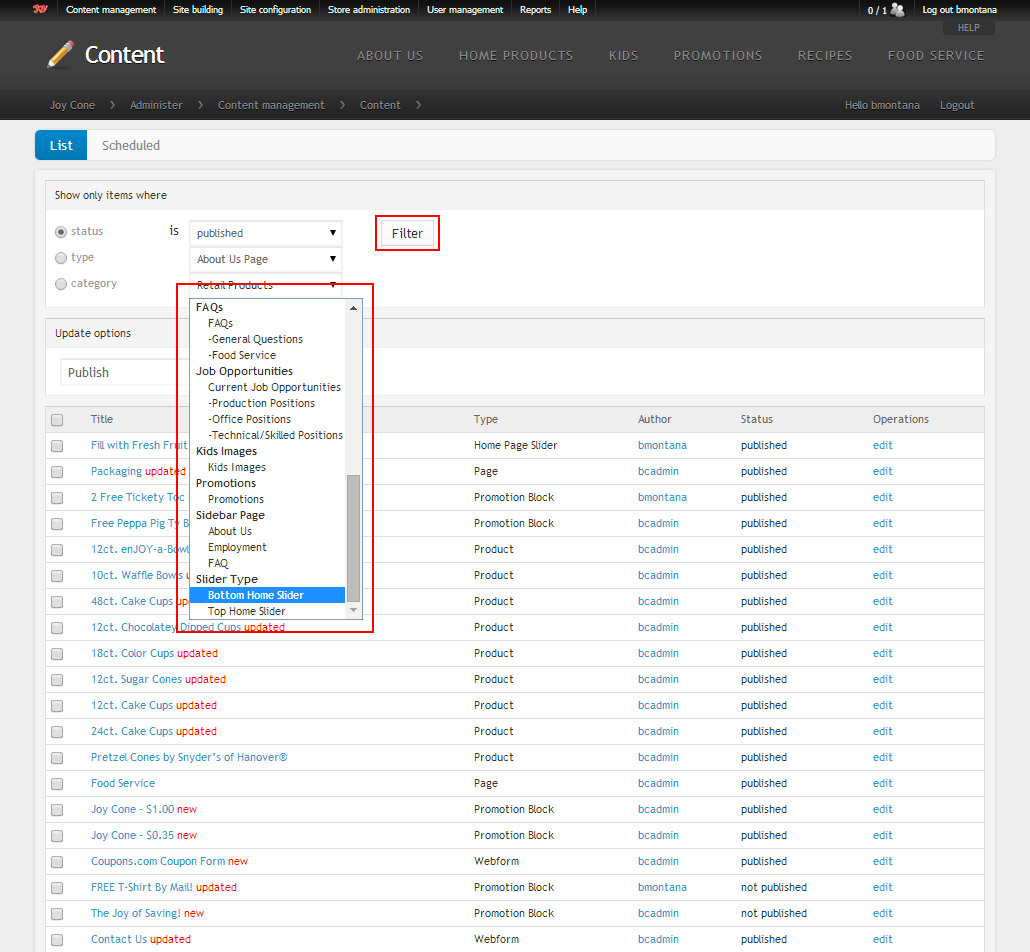 JOY Content management Site building Site configuration Store administration User management Reports Help 0 / 1 Log out bmontana
HELP
Content ABOUT US HOME PRODUCTS KIDS PROMOTIONS RECIPES FOOD SERVICE
Joy Cone Administer Content management Content Hello bmontana Logout
List Scheduled
Show only items where
status is published Filter
type About Us Page
category Retail Products
FAQs
FAQs
-General Questions
-Food Service
Job Opportunities
Current Job Opportunities
-Production Positions
-Office Positions
-Technical/Skilled Positions
Kids Images
Kids Images
Promotions
Promotions
Sidebar Page
About Us
Employment
FAQ
Slider Type
Bottom Home Slider
Top Home Slider
Update options
Publish
Title Type Author Status Operations
Fill with Fresh Fruit Home Page Slider bmontana published edit
Packaging updated Page bcadmin published edit
2 Free Tickety Toc Promotion Block bmontana published edit
Free Peppa Pig Ty B Promotion Block bcadmin published edit
12ct. enJOY-a-Bowl Product bcadmin published edit
10ct. Waffle Bowls u Product bcadmin published edit
48ct. Cake Cups up Product bcadmin published edit
12ct. Chocolatey Dipped Cups updated Product bcadmin published edit
18ct. Color Cups updated Product bcadmin published edit
12ct. Sugar Cones updated Product bcadmin published edit
12ct. Cake Cups updated Product bcadmin published edit
24ct. Cake Cups updated Product bcadmin published edit
Pretzel Cones by Snyder's of Hanover® Product bcadmin published edit
Food Service Page bcadmin published edit
Joy Cone - $1.00 new Promotion Block bcadmin published edit
Joy Cone - $0.35 new Promotion Block bcadmin published edit
Coupons.com Coupon Form new Webform bcadmin published edit
FREE T-Shirt By Mail! updated Promotion Block bmontana not published edit
The Joy of Saving! new Promotion Block bcadmin not published edit
Contact Us updated Webform bcadmin published edit